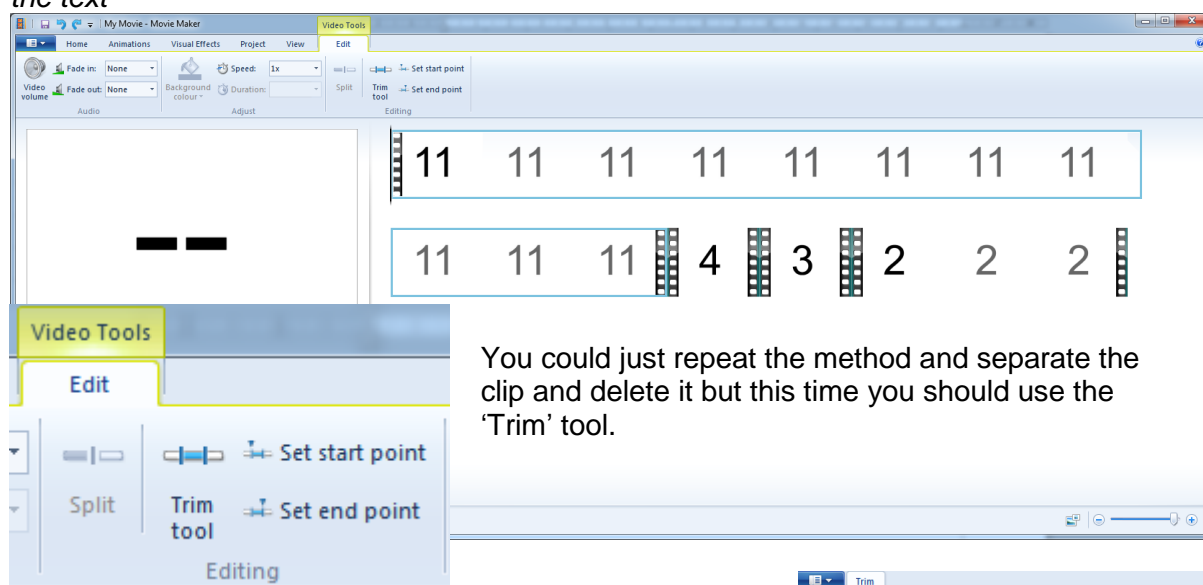 the text
My Movie - Movie Maker
Video Tools
Home Animations Visual Effects Project View Edit
Fade in: None
Speed: 1x
Set start point
Video volume
Fade out: None
Background colour
Duration:
Split
Trim tool
Set end point
Audio
Adjust
Editing
11 11 11 11 11 11 11 11
11 11 11 4 3 2 2 2
Video Tools
Edit
You could just repeat the method and separate the
clip and delete it but this time you should use the
‘Trim’ tool.
Set start point
Split
Trim
tool
Set end point
Editing
Trim